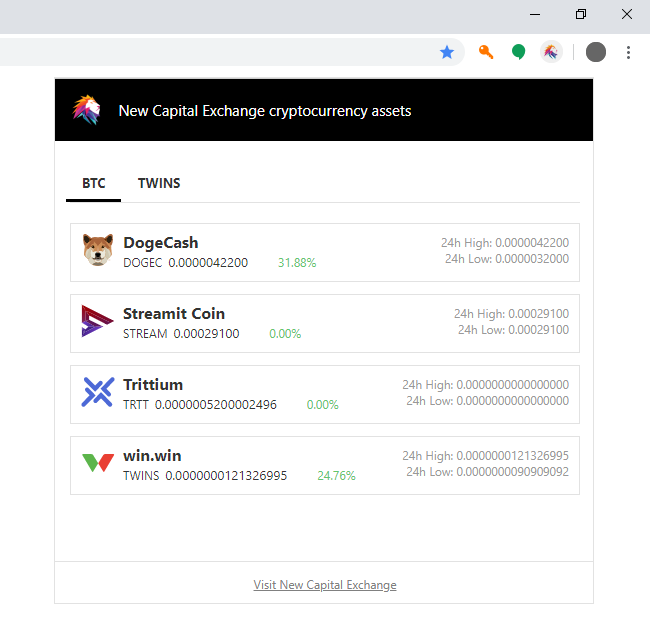 New Capital Exchange cryptocurrency assets
BTC TWINS
DogeCash
DOGEC 0.0000042200 31.88%
24h High: 0.0000042200
24h Low: 0.0000032000
Streamit Coin
STREAM 0.00029100 0.00%
24h High: 0.00029100
24h Low: 0.00029100
Trittium
TRTT 0.0000005200002496 0.00%
24h High: 0.0000000000000000
24h Low: 0.0000000000000000
win.win
TWINS 0.0000000121326995 24.76%
24h High: 0.0000000121326995
24h Low: 0.0000000090909092
Visit New Capital Exchange